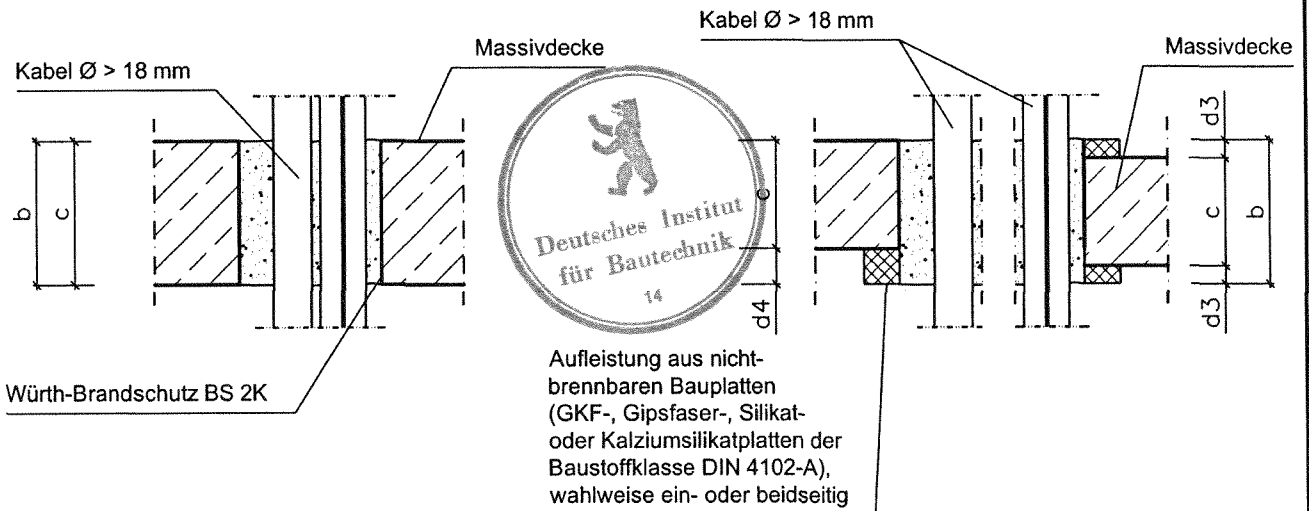 Kabel Ø > 18 mm
Massivdecke
Kabel Ø > 18 mm
Massivdecke
b
c
Würth-Brandschutz BS 2K
Deutsches Institut
für Bautechnik
14
c
d4
d3
c
b
d3
Aufleistung aus nicht-
brennbaren Bauplatten
(GKF-, Gipsfaser-, Silikat-
oder Kalziumsilikatplatten der
Baustoffklasse DIN 4102-A),
wahlweise ein- oder beidseitig